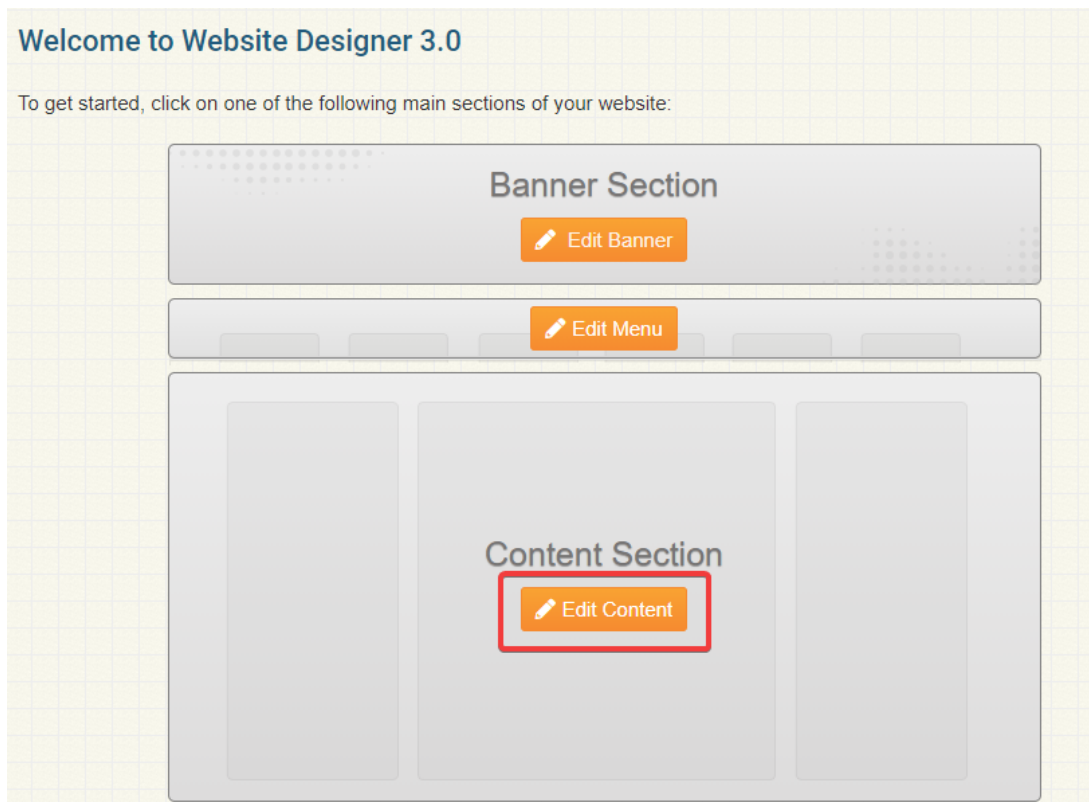 Welcome to Website Designer 3.0
To get started, click on one of the following main sections of your website:
Banner Section
Edit Banner
Edit Menu
Content Section
Edit Content